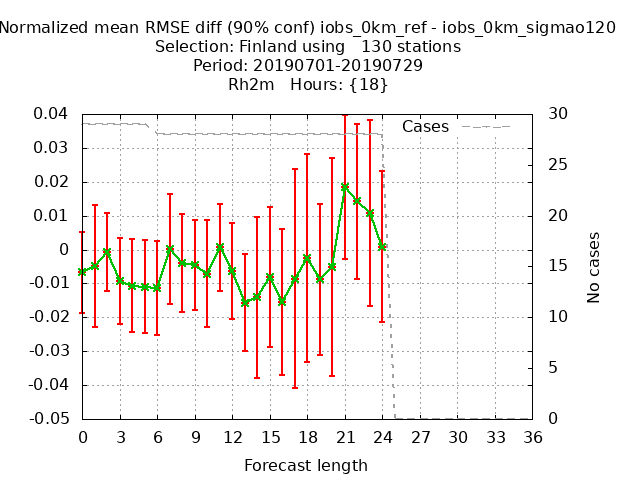 Normalized mean RMSE diff (90% conf) iobs_0km_ref - iobs_0km_sigmao120
Selection: Finland using 130 stations
Period: 20190701-20190729
Rh2m Hours: {18}
Cases
0.04
0.03
0.02
0.01
0
-0.01
-0.02
-0.03
-0.04
-0.05
30
25
20
15
10
5
0
No cases
0 3 6 9 12 15 18 21 24 27 30 33 36
Forecast length